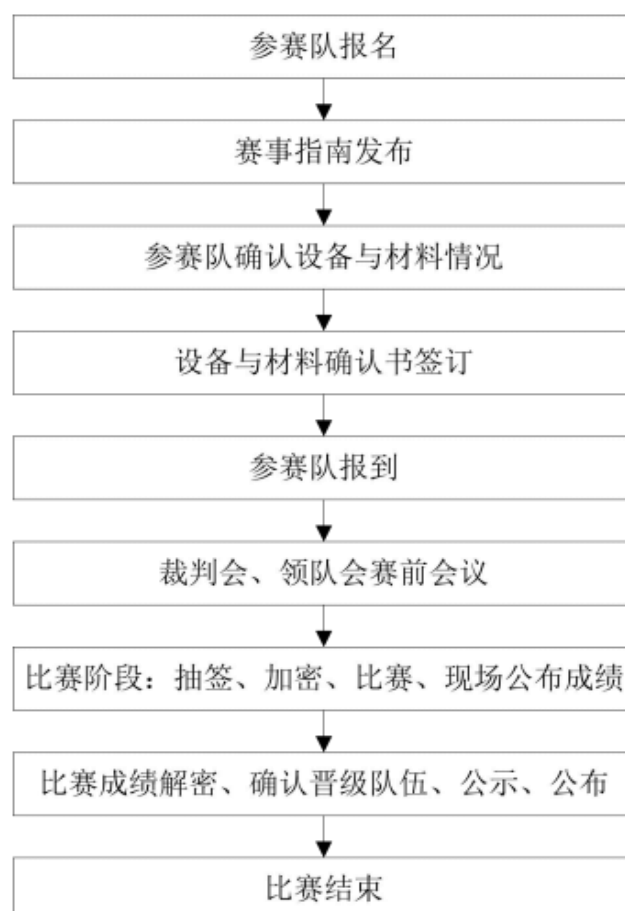 参赛队报名
赛事指南发布
参赛队确认设备与材料情况
设备与材料确认书签订
参赛队报到
裁判会、领队会赛前会议
比赛阶段：抽签、加密、比赛、现场公布成绩
比赛成绩解密、确认晋级队伍、公示、公布
比赛结束